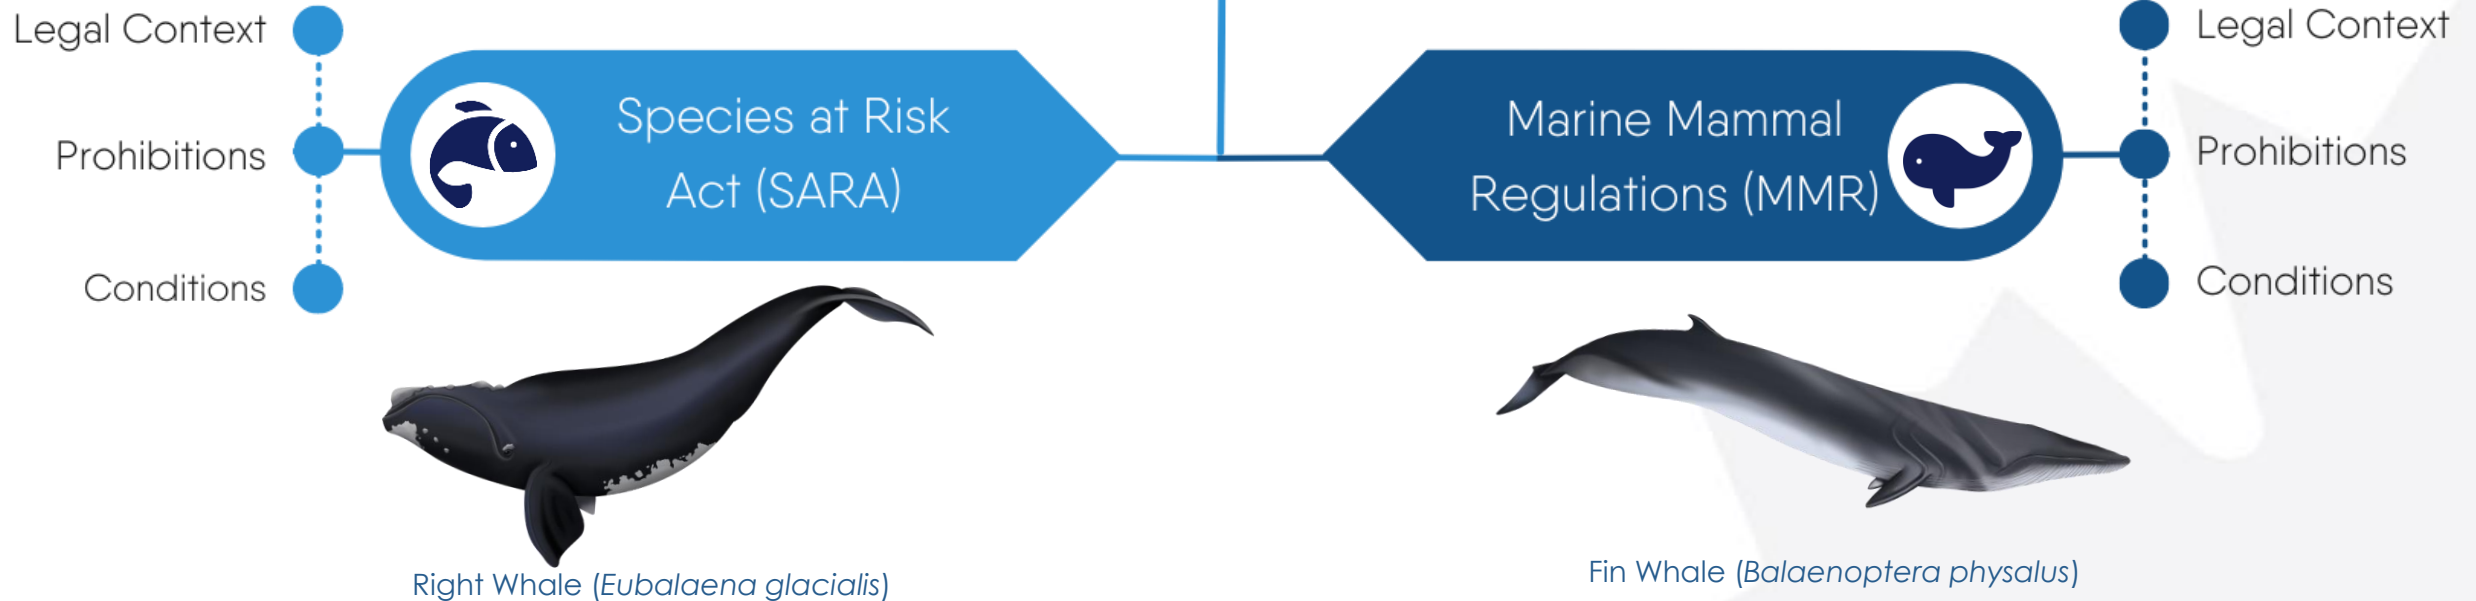 Legal Context
Prohibitions
Conditions
Species at Risk
Act (SARA)
Marine Mammal
Regulations (MMR)
Legal Context
Prohibitions
Conditions
Right Whale (Eubalaena glacialis)
Fin Whale (Balaenoptera physalus)